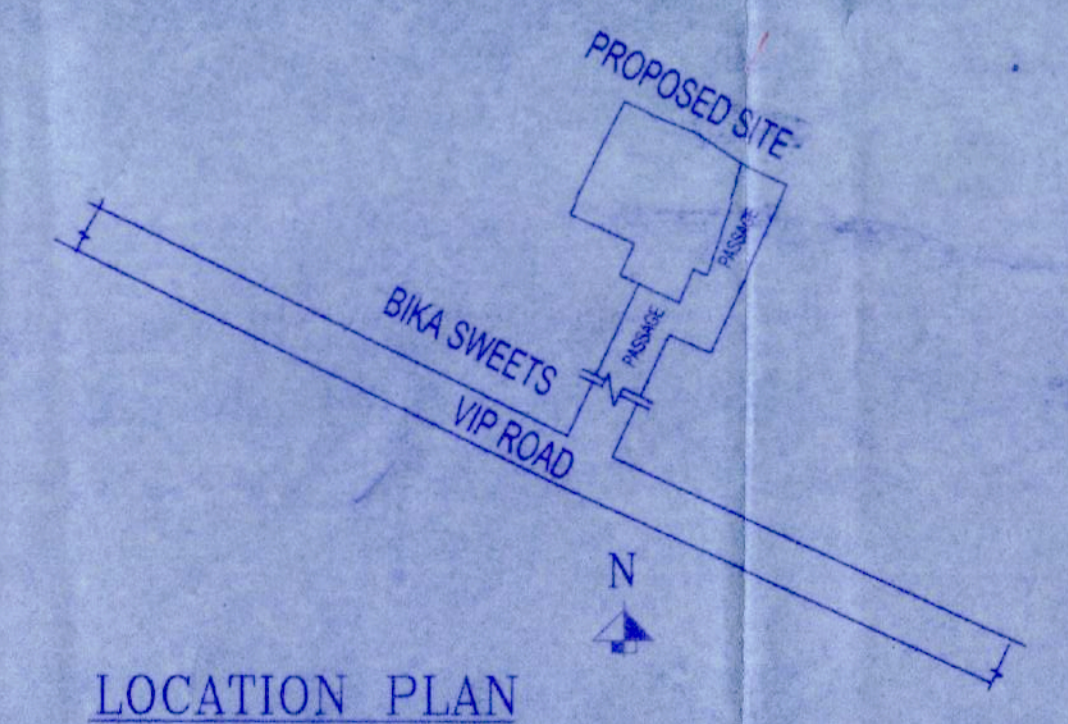 PROPOSED SITE
PASSAGE
PASSAGE
BIKA SWEETS
VIP ROAD
N
LOCATION PLAN